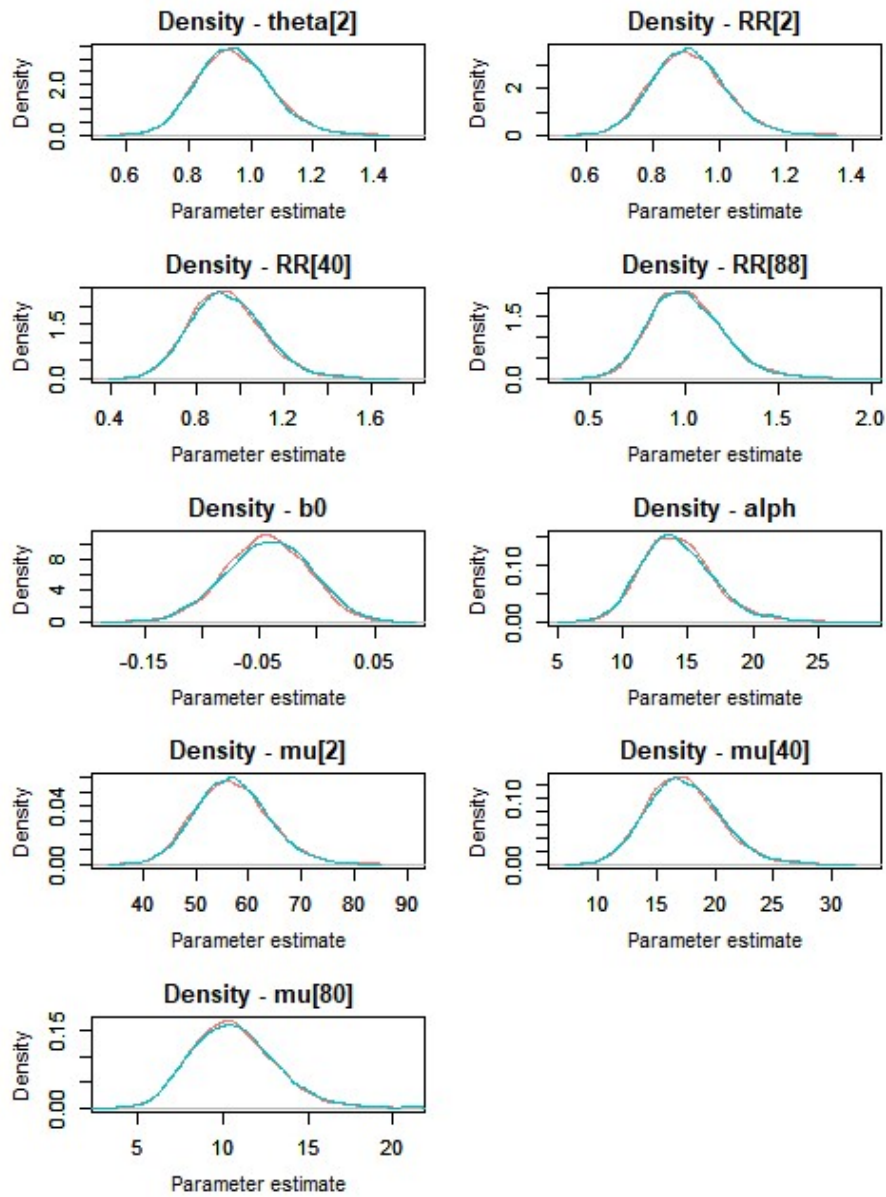 Density - theta[2]
Density
0.0 2.0
0.6 0.8 1.0 1.2 1.4
Parameter estimate
Density - RR[2]
Density
0 2
0.6 0.8 1.0 1.2 1.4
Parameter estimate
Density - RR[40]
Density
0.0 1.5
0.4 0.8 1.2 1.6
Parameter estimate
Density - RR[88]
Density
0.0 1.5
0.5 1.0 1.5 2.0
Parameter estimate
Density - b0
Density
0 4 8
-0.15 -0.05 0.05
Parameter estimate
Density - alph
Density
0.00 0.10
5 10 15 20 25
Parameter estimate
Density - mu[2]
Density
0.00 0.04
40 50 60 70 80 90
Parameter estimate
Density - mu[40]
Density
0.00 0.10
10 15 20 25 30
Parameter estimate
Density - mu[80]
Density
0.00 0.15
5 10 15 20
Parameter estimate